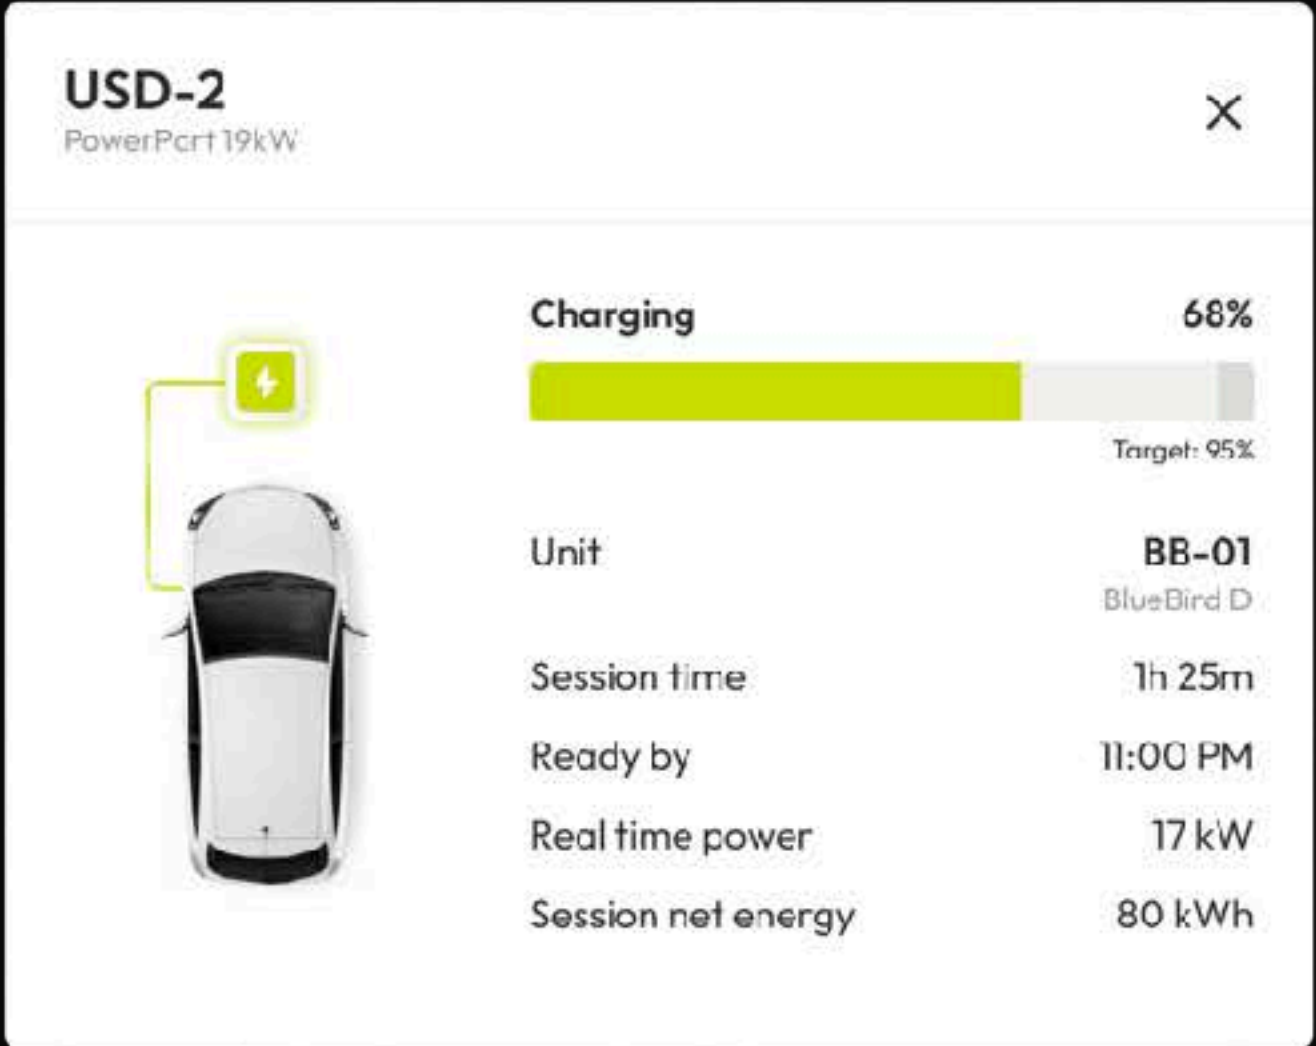 USD-2
PowerPort 19kW
Charging 68%
Target: 95%
Unit BB-01
BlueBird D
Session time 1h 25m
Ready by 11:00 PM
Real time power 17 kW
Session net energy 80 kWh